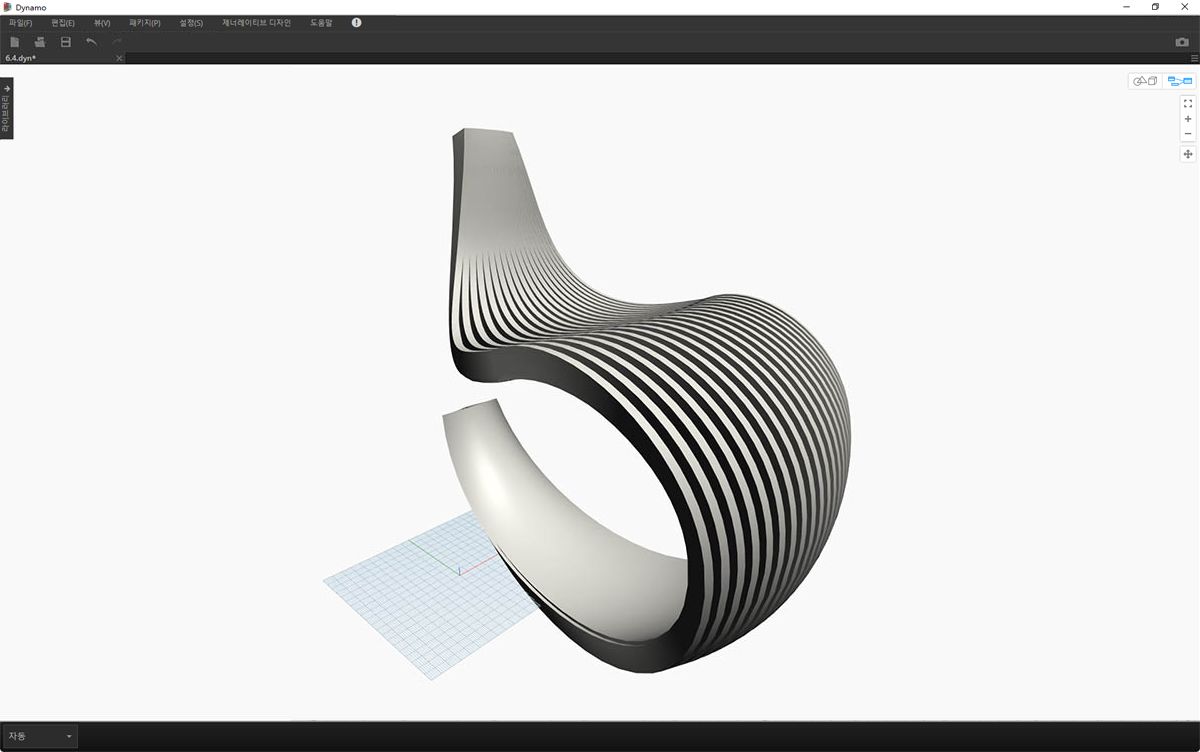 Dynamo
파일(F) 편집(E) 뷰(V) 패키지(P) 설정(S) 제너레이티브 디자인 도움말
6.4.dyn*
라이브러리
자동